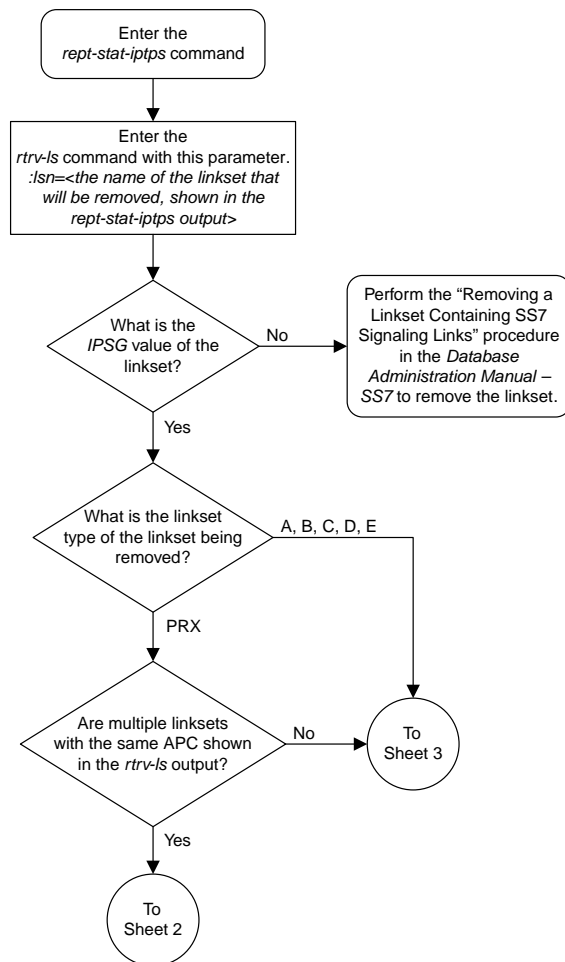 Enter the
rept-stat-iptps command
Enter the
rtrv-ls command with this parameter.
:lsn=<the name of the linkset that
will be removed, shown in the
rept-stat-iptps output>
What is the
IPSG value of the
linkset?
No
Perform the “Removing a
Linkset Containing SS7
Signaling Links” procedure
in the Database
Administration Manual –
SS7 to remove the linkset.
Yes
What is the linkset
type of the linkset being
removed?
A, B, C, D, E
PRX
Are multiple linksets
with the same APC shown
in the rtrv-ls output?
No
To
Sheet 3
Yes
To
Sheet 2